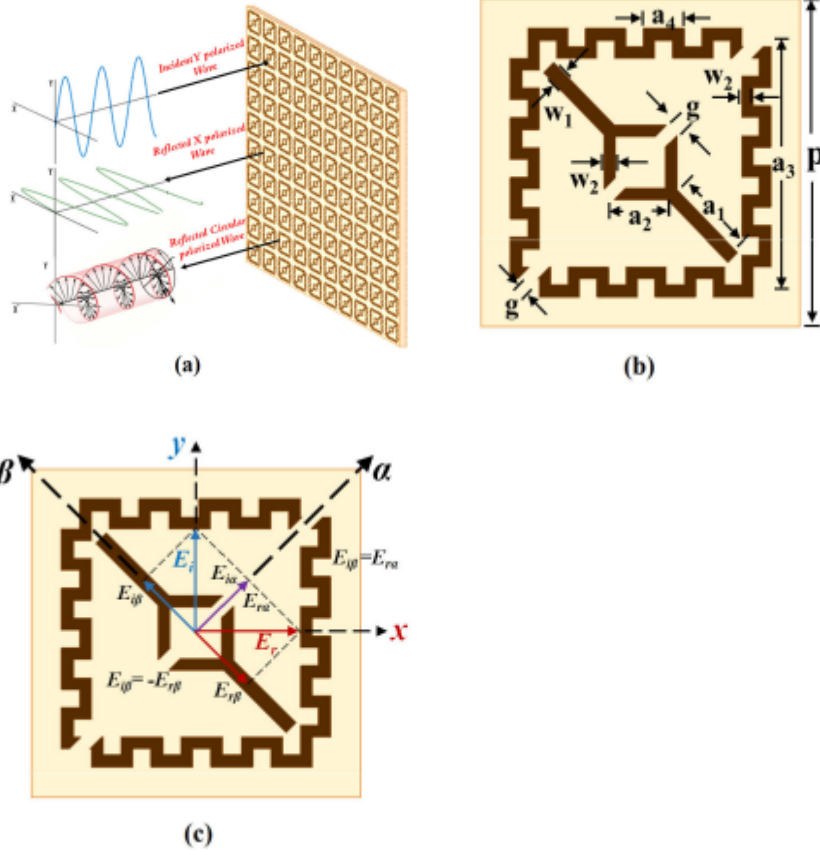 Y
X
Incident Y polarized
Wave
Reflected X polarized
Wave
Y
X
Reflected Circular
polarized Wave
Y
X
(a)
a₄
w₂
g
w₁
w₂
a₃
p
a₂
a₁
g
(b)
y
β
α
Eᵢ
Eᵢα
Eᵢβ=Erα
Eᵢβ
Erα
x
Er
Eᵢβ= -Erβ
Erβ
(c)